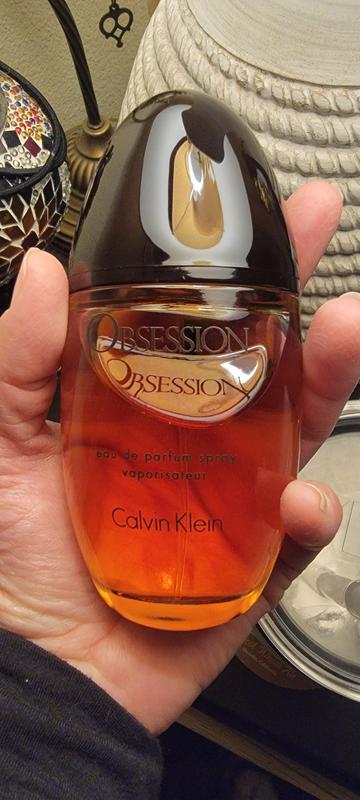 OBSESSION
OBSESSION
eau de parfum spray
vaporisateur
Calvin Klein